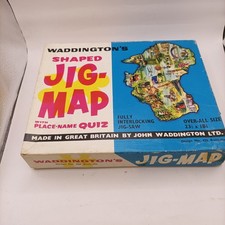 WADDINGTON'S
SHAPED
JIG-
MAP
WITH
PLACE-NAME QUIZ
FULLY
INTERLOCKING
JIG-SAW
OVERALL SIZE
MADE IN GREAT BRITAIN BY JOHN WADDINGTON LTD.
WADDINGTON'S
JIG-MAP